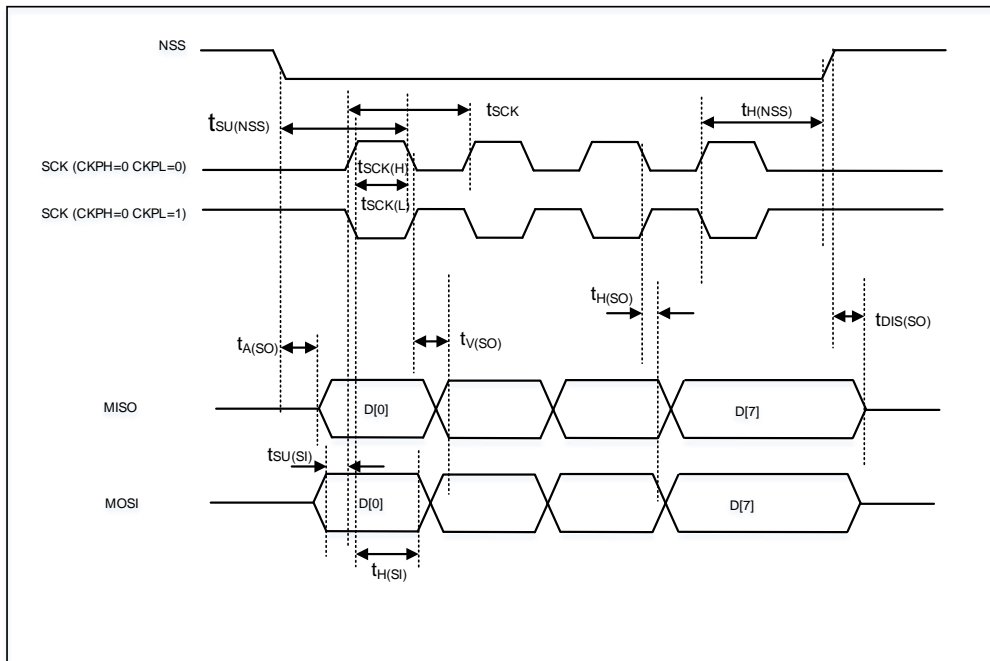 NSS
tSCK
tH(NSS)
tSU(NSS)
SCK (CKPH=0 CKPL=0)
tSCK(H)
tSCK(L)
SCK (CKPH=0 CKPL=1)
tH(SO)
tDIS(SO)
tA(SO)
tV(SO)
MISO
D[0]
D[7]
tSU(SI)
MOSI
D[0]
D[7]
tH(SI)